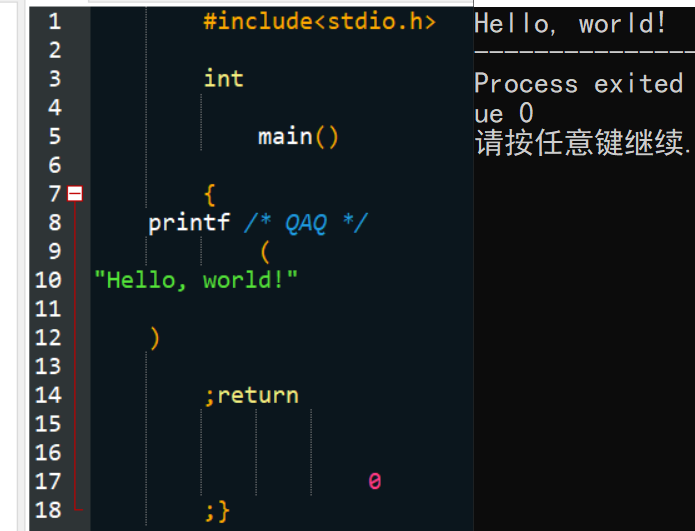 1 #include<stdio.h>
2
3 int
4
5 main()
6
7 {
8 printf /* QAQ */
9 (
10 "Hello, world!"
11
12 )
13
14 ;return
15
16
17 0
18 ;}
Hello, world!
--------------
Process exited
ue 0
请按任意键继续.